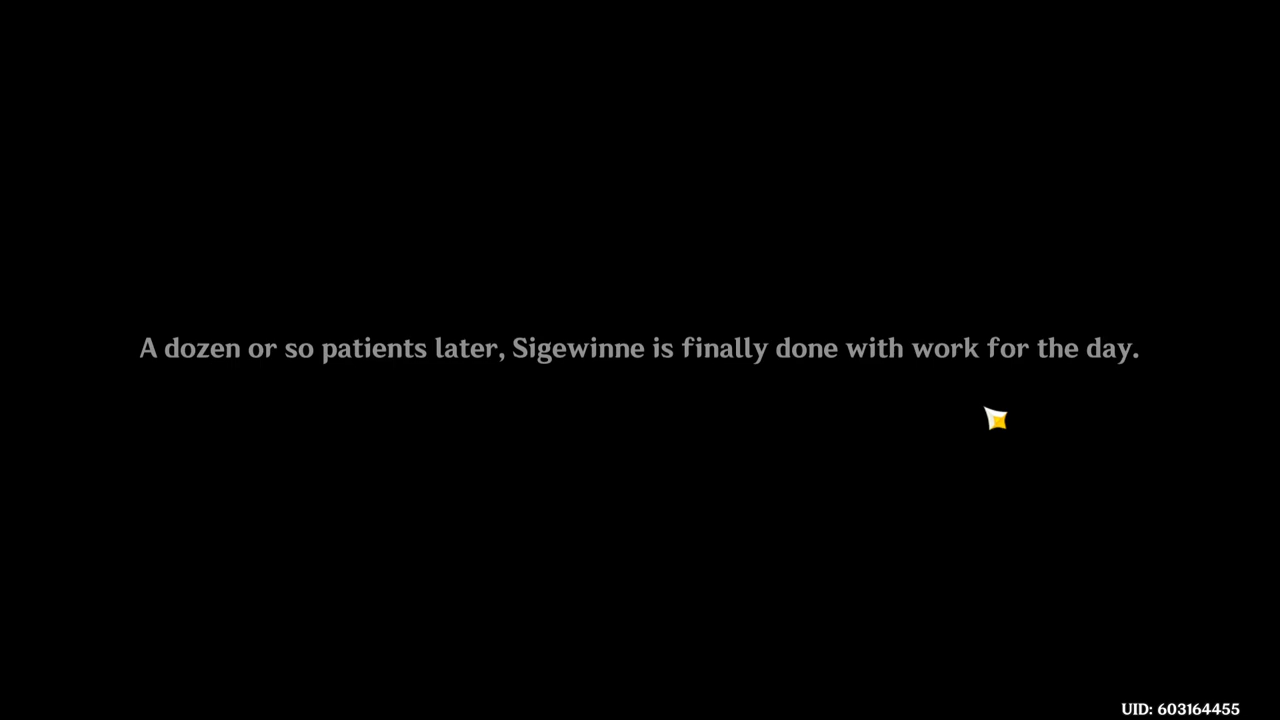 A dozen or so patients later, Sigewinne is finally done with work for the day.
UID: 603164455